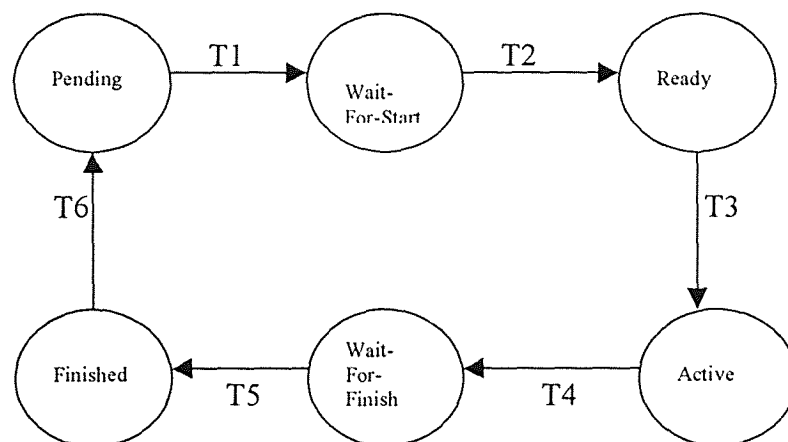 Pending
T1
Wait-
For-Start
T2
Ready
T6
T3
Finished
T5
Wait-
For-
Finish
T4
Active